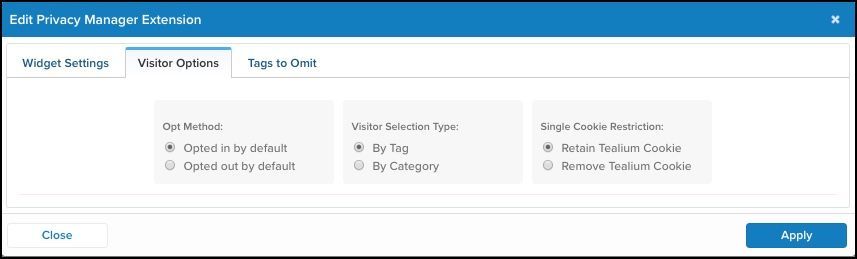 Edit Privacy Manager Extension
Widget Settings
Visitor Options
Tags to Omit
Opt Method:
Opted in by default
Opted out by default
Visitor Selection Type:
By Tag
By Category
Single Cookie Restriction:
Retain Tealium Cookie
Remove Tealium Cookie
Close
Apply